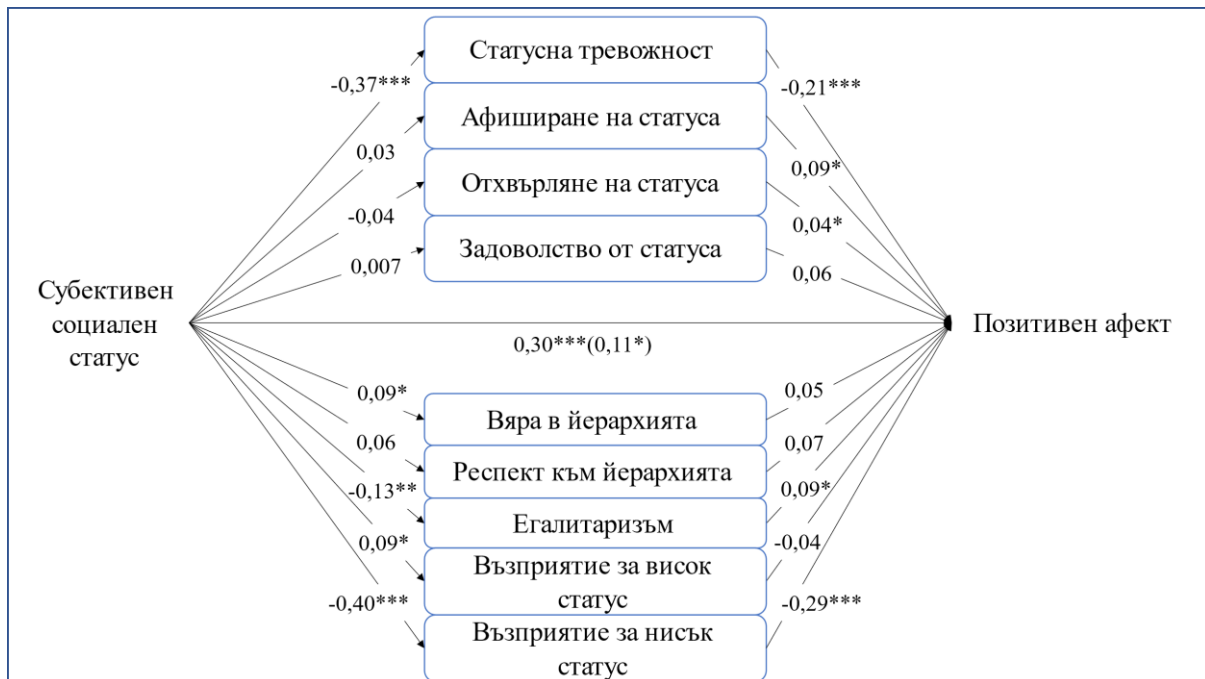 Статусна тревожност
-0,37***
-0,21***
Афиширане на статуса
0,03
0,09*
Отхвърляне на статуса
-0,04
0,04*
Задоволство от статуса
0,007
0,06
Субективен
социален
статус
Позитивен афект
0,30***(0,11*)
0,09*
0,05
Вяра в йерархията
0,06
0,07
Респект към йерархията
-0,13**
0,09*
Егалитаризъм
0,09*
-0,04
Възприятие за висок
статус
-0,40***
-0,29***
Възприятие за нисък
статус